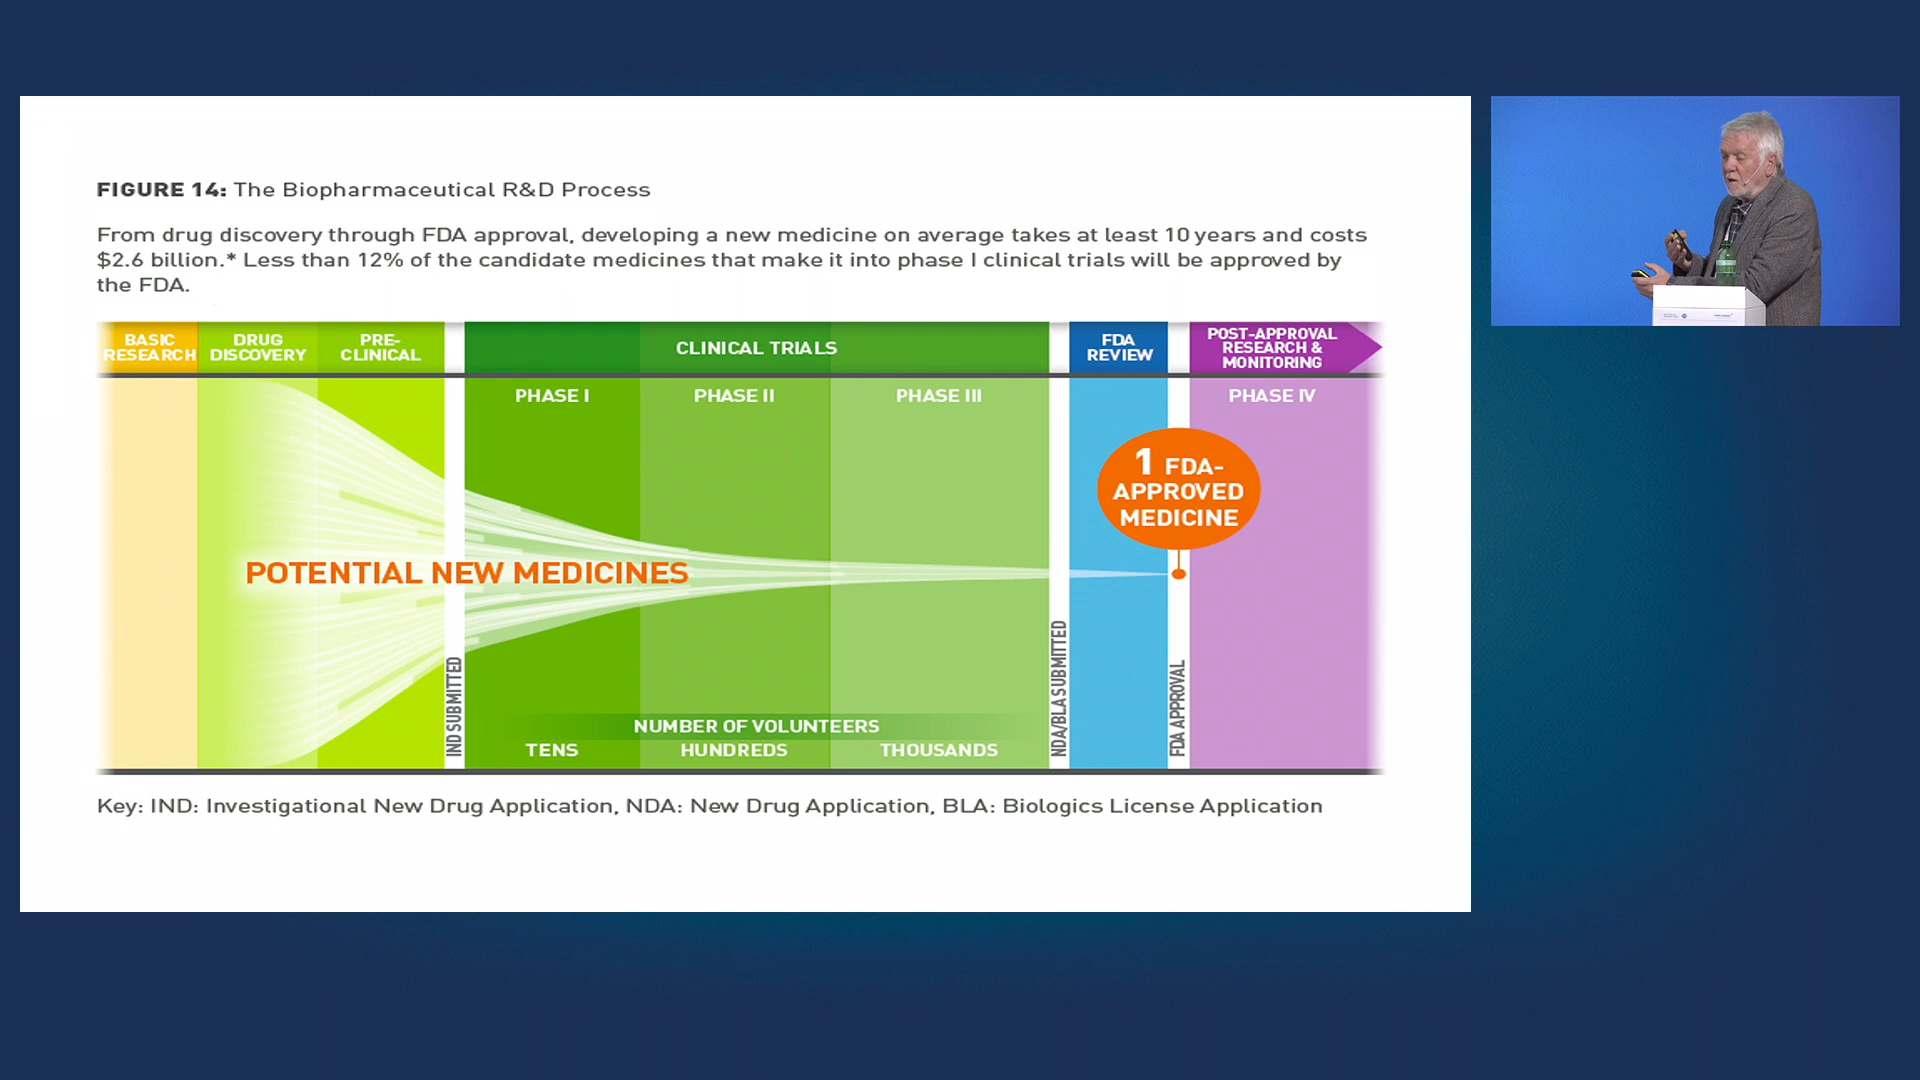 FIGURE 14: The Biopharmaceutical R&D Process
From drug discovery through FDA approval, developing a new medicine on average takes at least 10 years and costs
$2.6 billion.* Less than 12% of the candidate medicines that make it into phase I clinical trials will be approved by
the FDA.
BASIC
RESEARCH
DRUG
DISCOVERY
PRE-
CLINICAL
CLINICAL TRIALS
FDA
REVIEW
POST-APPROVAL
RESEARCH &
MONITORING
PHASE I
PHASE II
PHASE III
PHASE IV
1 FDA-
APPROVED
MEDICINE
POTENTIAL NEW MEDICINES
IND SUBMITTED
NDA/BLA SUBMITTED
FDA APPROVAL
NUMBER OF VOLUNTEERS
TENS
HUNDREDS
THOUSANDS
Key: IND: Investigational New Drug Application, NDA: New Drug Application, BLA: Biologics License Application